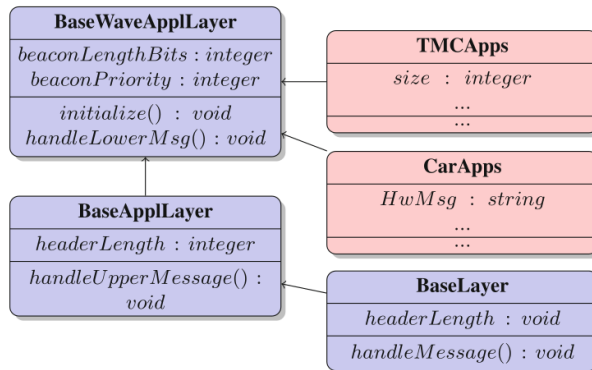 BaseWaveApplLayer
beaconLengthBits : integer
beaconPriority : integer
initialize() : void
handleLowerMsg() : void
TMCApps
size : integer
...
...
CarApps
HwMsg : string
...
...
BaseApplLayer
headerLength : integer
handleUpperMessage() :
void
BaseLayer
headerLength : void
handleMessage() : void